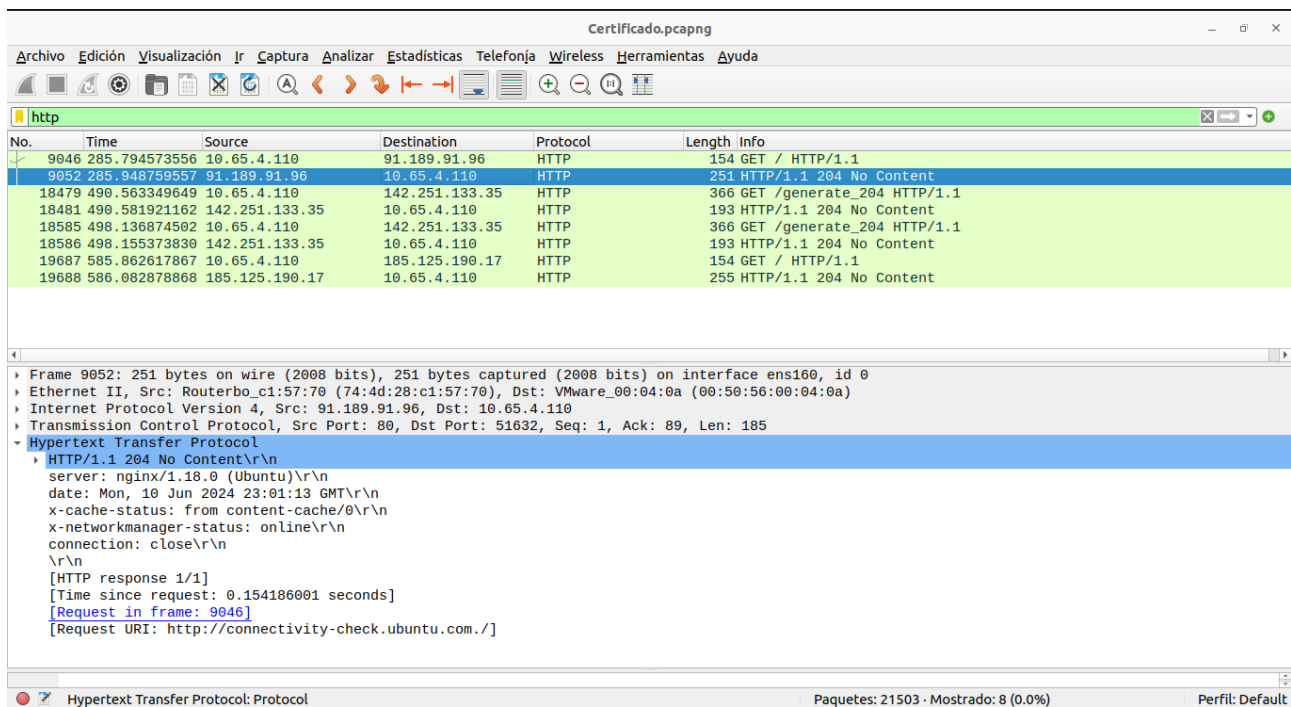 Certificado.pcapng
Archivo Edición Visualización Ir Captura Analizar Estadísticas Telefonía Wireless Herramientas Ayuda
http
No. Time Source Destination Protocol Length Info
9046 285.794573556 10.65.4.110 91.189.91.96 HTTP 154 GET / HTTP/1.1
9052 285.948759557 91.189.91.96 10.65.4.110 HTTP 251 HTTP/1.1 204 No Content
18479 490.563349649 10.65.4.110 142.251.133.35 HTTP 366 GET /generate_204 HTTP/1.1
18481 490.581921162 142.251.133.35 10.65.4.110 HTTP 193 HTTP/1.1 204 No Content
18585 498.136874502 10.65.4.110 142.251.133.35 HTTP 366 GET /generate_204 HTTP/1.1
18586 498.155373830 142.251.133.35 10.65.4.110 HTTP 193 HTTP/1.1 204 No Content
19687 585.862617867 10.65.4.110 185.125.190.17 HTTP 154 GET / HTTP/1.1
19688 586.082878868 185.125.190.17 10.65.4.110 HTTP 255 HTTP/1.1 204 No Content
Frame 9052: 251 bytes on wire (2008 bits), 251 bytes captured (2008 bits) on interface ens160, id 0
Ethernet II, Src: Routerbo_c1:57:70 (74:4d:28:c1:57:70), Dst: VMware_00:04:0a (00:50:56:00:04:0a)
Internet Protocol Version 4, Src: 91.189.91.96, Dst: 10.65.4.110
Transmission Control Protocol, Src Port: 80, Dst Port: 51632, Seq: 1, Ack: 89, Len: 185
Hypertext Transfer Protocol
HTTP/1.1 204 No Content\r\n
server: nginx/1.18.0 (Ubuntu)\r\n
date: Mon, 10 Jun 2024 23:01:13 GMT\r\n
x-cache-status: from content-cache/0\r\n
x-networkmanager-status: online\r\n
connection: close\r\n
\r\n
[HTTP response 1/1]
[Time since request: 0.154186001 seconds]
[Request in frame: 9046]
[Request URI: http://connectivity-check.ubuntu.com./]
Hypertext Transfer Protocol: Protocol Paquetes: 21503 · Mostrado: 8 (0.0%) Perfil: Default